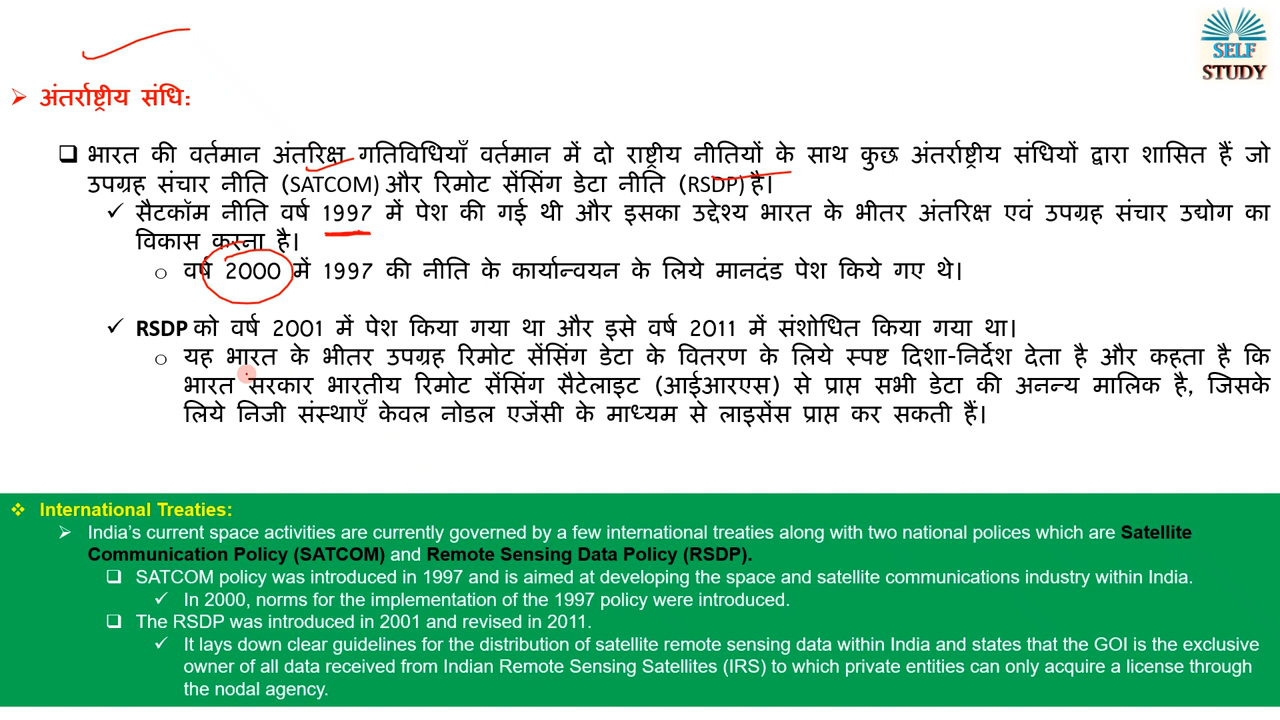 SELF
STUDY
➢ अंतर्राष्ट्रीय संधि:
❑ भारत की वर्तमान अंतरिक्ष गतिविधियाँ वर्तमान में दो राष्ट्रीय नीतियों के साथ कुछ अंतर्राष्ट्रीय संधियों द्वारा शासित हैं जो
उपग्रह संचार नीति (SATCOM) और रिमोट सेंसिंग डेटा नीति (RSDP) है।
✓ सैटकॉम नीति वर्ष 1997 में पेश की गई थी और इसका उद्देश्य भारत के भीतर अंतरिक्ष एवं उपग्रह संचार उद्योग का
विकास करना है।
○ वर्ष 2000 में 1997 की नीति के कार्यान्वयन के लिये मानदंड पेश किये गए थे।
✓ RSDP को वर्ष 2001 में पेश किया गया था और इसे वर्ष 2011 में संशोधित किया गया था।
○ यह भारत के भीतर उपग्रह रिमोट सेंसिंग डेटा के वितरण के लिये स्पष्ट दिशा-निर्देश देता है और कहता है कि
भारत सरकार भारतीय रिमोट सेंसिंग सैटेलाइट (आईआरएस) से प्राप्त सभी डेटा की अनन्य मालिक है, जिसके
लिये निजी संस्थाएँ केवल नोडल एजेंसी के माध्यम से लाइसेंस प्राप्त कर सकती हैं।
❖ International Treaties:
➢ India’s current space activities are currently governed by a few international treaties along with two national polices which are Satellite
Communication Policy (SATCOM) and Remote Sensing Data Policy (RSDP).
❑ SATCOM policy was introduced in 1997 and is aimed at developing the space and satellite communications industry within India.
✓ In 2000, norms for the implementation of the 1997 policy were introduced.
❑ The RSDP was introduced in 2001 and revised in 2011.
✓ It lays down clear guidelines for the distribution of satellite remote sensing data within India and states that the GOI is the exclusive
owner of all data received from Indian Remote Sensing Satellites (IRS) to which private entities can only acquire a license through
the nodal agency.